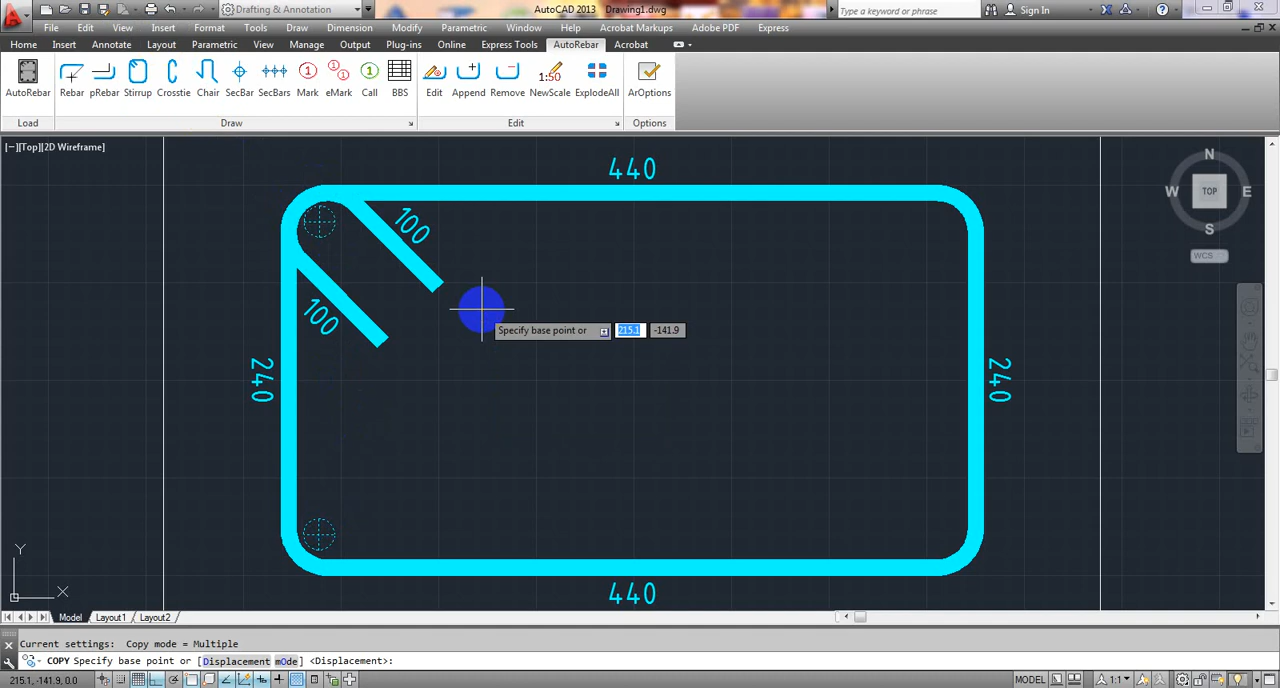 Drafting & Annotation
AutoCAD 2013 Drawing1.dwg
Type a keyword or phrase
Sign In
File Edit View Insert Format Tools Draw Dimension Modify Parametric Window Help Acrobat Markups Adobe PDF Express
Home Insert Annotate Layout Parametric View Manage Output Plug-ins Online Express Tools AutoRebar Acrobat
1:50
AutoRebar Rebar pRebar Stirrup Crosstie Chair SecBar SecBars Mark eMark Call BBS Edit Append Remove NewScale ExplodeAll ArOptions
Load Draw Edit Options
[−][Top][2D Wireframe]
440
N
W TOP E
S
WCS
100
100
Specify base point or 215.1 -141.9
240
240
440
Y
X
Model Layout1 Layout2
Current settings: Copy mode = Multiple
COPY Specify base point or [Displacement mOde] <Displacement>:
215.1, -141.9, 0.0
MODEL
1:1